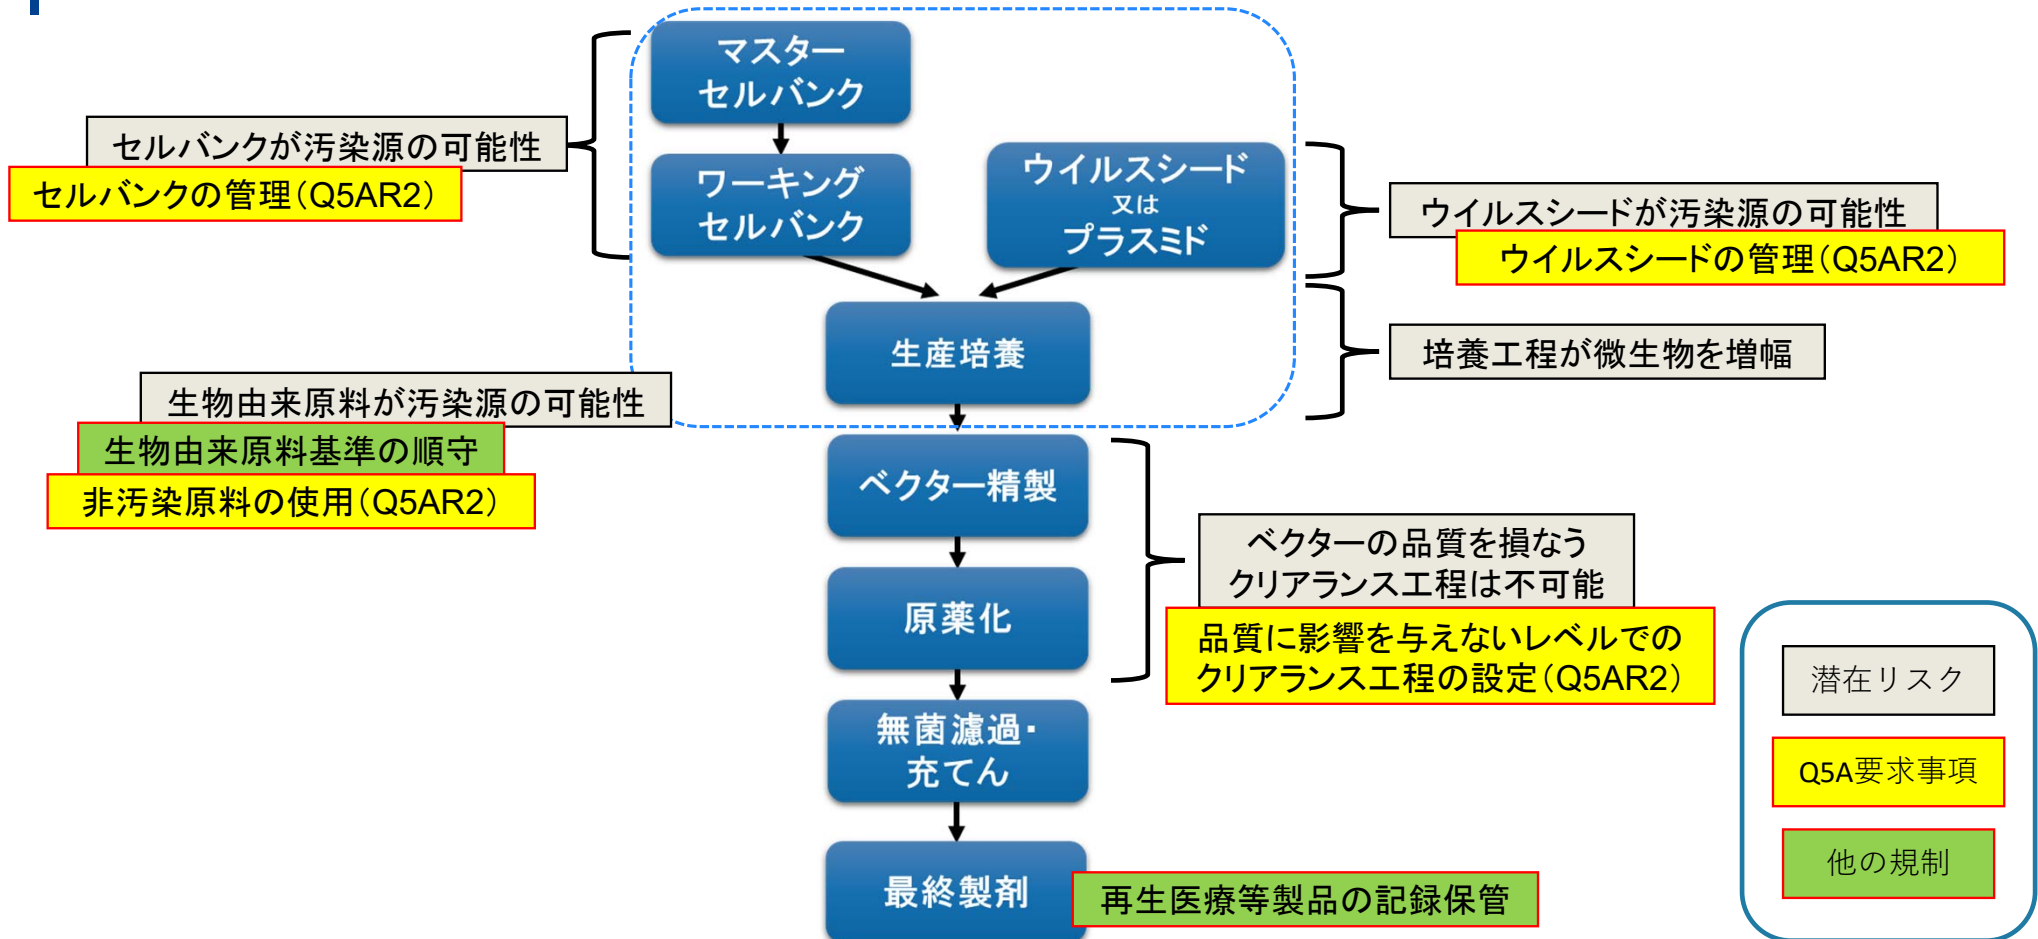 マスター
セルバンク
セルバンクが汚染源の可能性
セルバンクの管理(Q5AR2)
ワーキング
セルバンク
ウイルスシード
又は
プラスミド
ウイルスシードが汚染源の可能性
ウイルスシードの管理(Q5AR2)
生産培養
培養工程が微生物を増幅
生物由来原料が汚染源の可能性
生物由来原料基準の順守
非汚染原料の使用(Q5AR2)
ベクター精製
原薬化
ベクターの品質を損なう
クリアランス工程は不可能
品質に影響を与えないレベルでの
クリアランス工程の設定(Q5AR2)
無菌濾過・
充てん
最終製剤
再生医療等製品の記録保管
潜在リスク
Q5A要求事項
他の規制